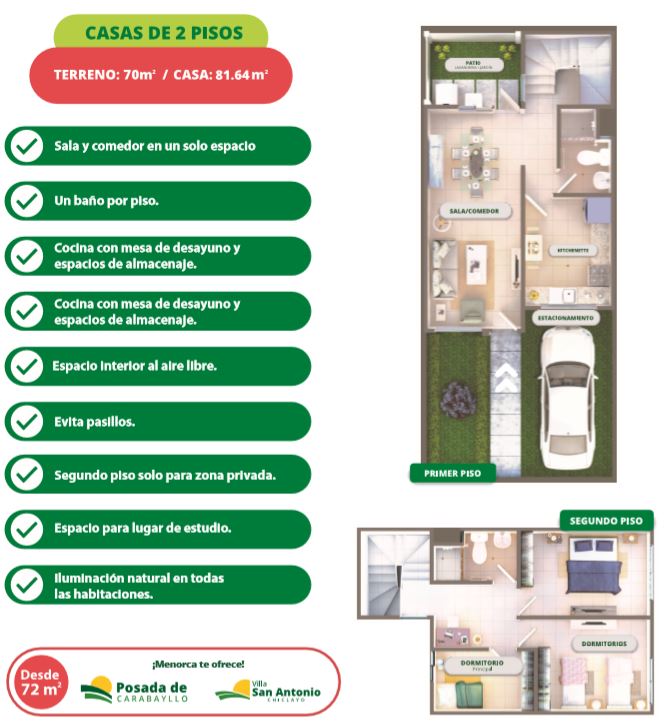 CASAS DE 2 PISOS
TERRENO: 70m² / CASA: 81.64 m²
Sala y comedor en un solo espacio
Un baño por piso.
Cocina con mesa de desayuno y
espacios de almacenaje.
Cocina con mesa de desayuno y
espacios de almacenaje.
Espacio interior al aire libre.
Evita pasillos.
Segundo piso solo para zona privada.
Espacio para lugar de estudio.
Iluminación natural en todas
las habitaciones.
Desde
72 m²
¡Menorca te ofrece!
Posada de
CARABAYLLO
Villa
San Antonio
CHICLAYO
PATIO
SALA/COMEDOR
KITCHENETTE
ESTACIONAMIENTO
PRIMER PISO
SEGUNDO PISO
DORMITORIOS
DORMITORIO
Principal